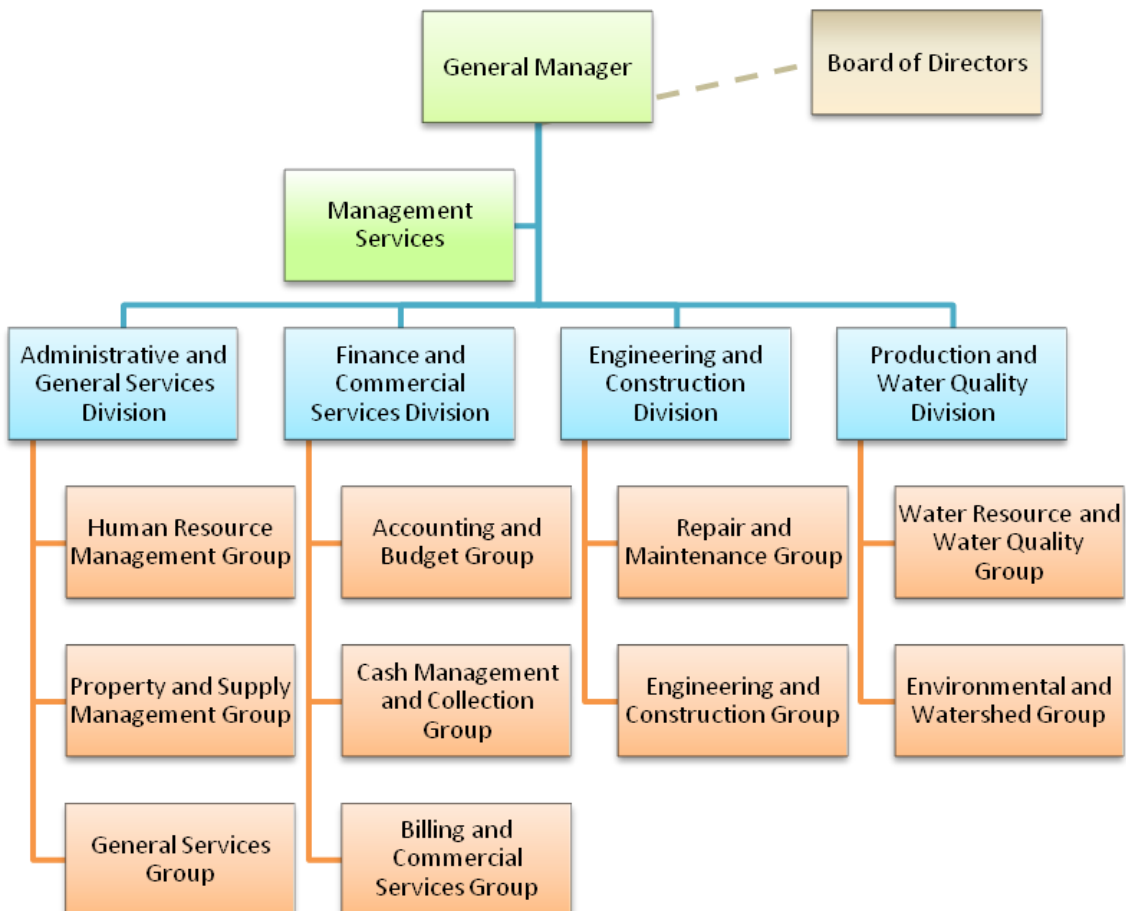 General Manager
Board of Directors
Management
Services
Administrative and
General Services
Division
Finance and
Commercial
Services Division
Engineering and
Construction
Division
Production and
Water Quality
Division
Human Resource
Management Group
Accounting and
Budget Group
Repair and
Maintenance Group
Water Resource and
Water Quality
Group
Property and Supply
Management Group
Cash Management
and Collection
Group
Engineering and
Construction Group
Environmental and
Watershed Group
General Services
Group
Billing and
Commercial
Services Group